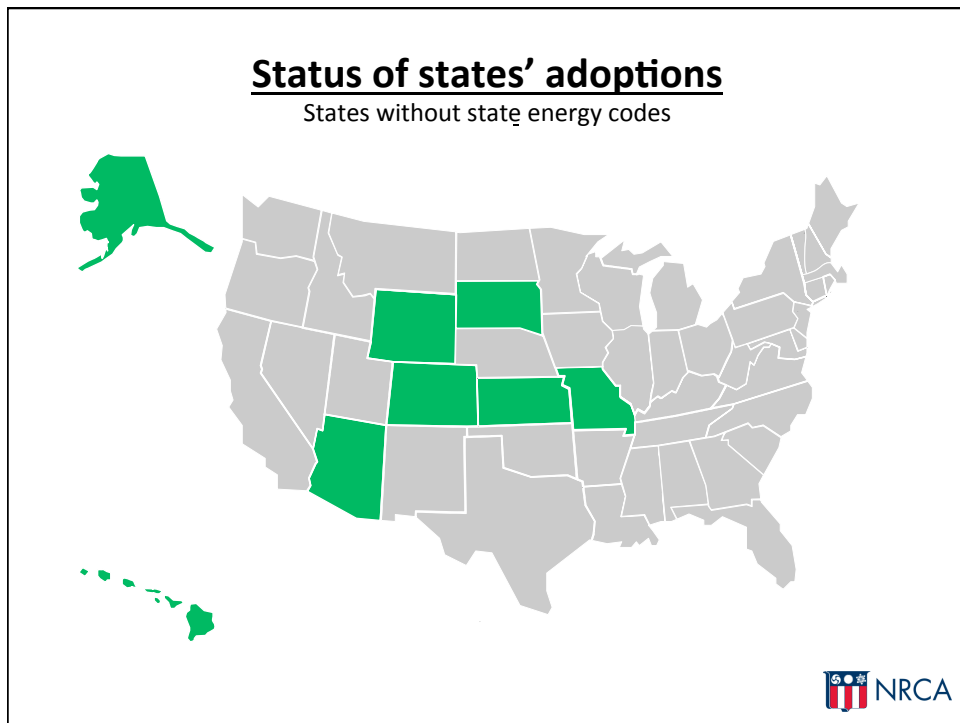 Status of states’ adoptions
States without state energy codes
NRCA